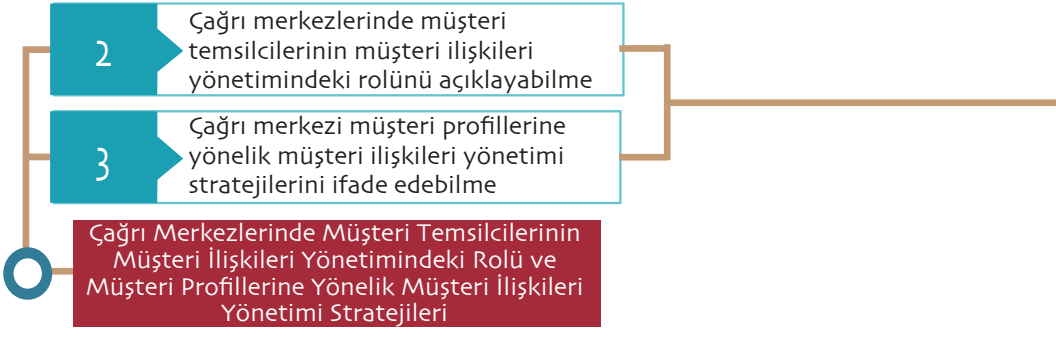 2
Çağrı merkezlerinde müşteri
temsilcilerinin müşteri ilişkileri
yönetimindeki rolünü açıklayabilme
3
Çağrı merkezi müşteri profillerine
yönelik müşteri ilişkileri yönetimi
stratejilerini ifade edebilme
Çağrı Merkezlerinde Müşteri Temsilcilerinin
Müşteri İlişkileri Yönetimindeki Rolü ve
Müşteri Profillerine Yönelik Müşteri İlişkileri
Yönetimi Stratejileri